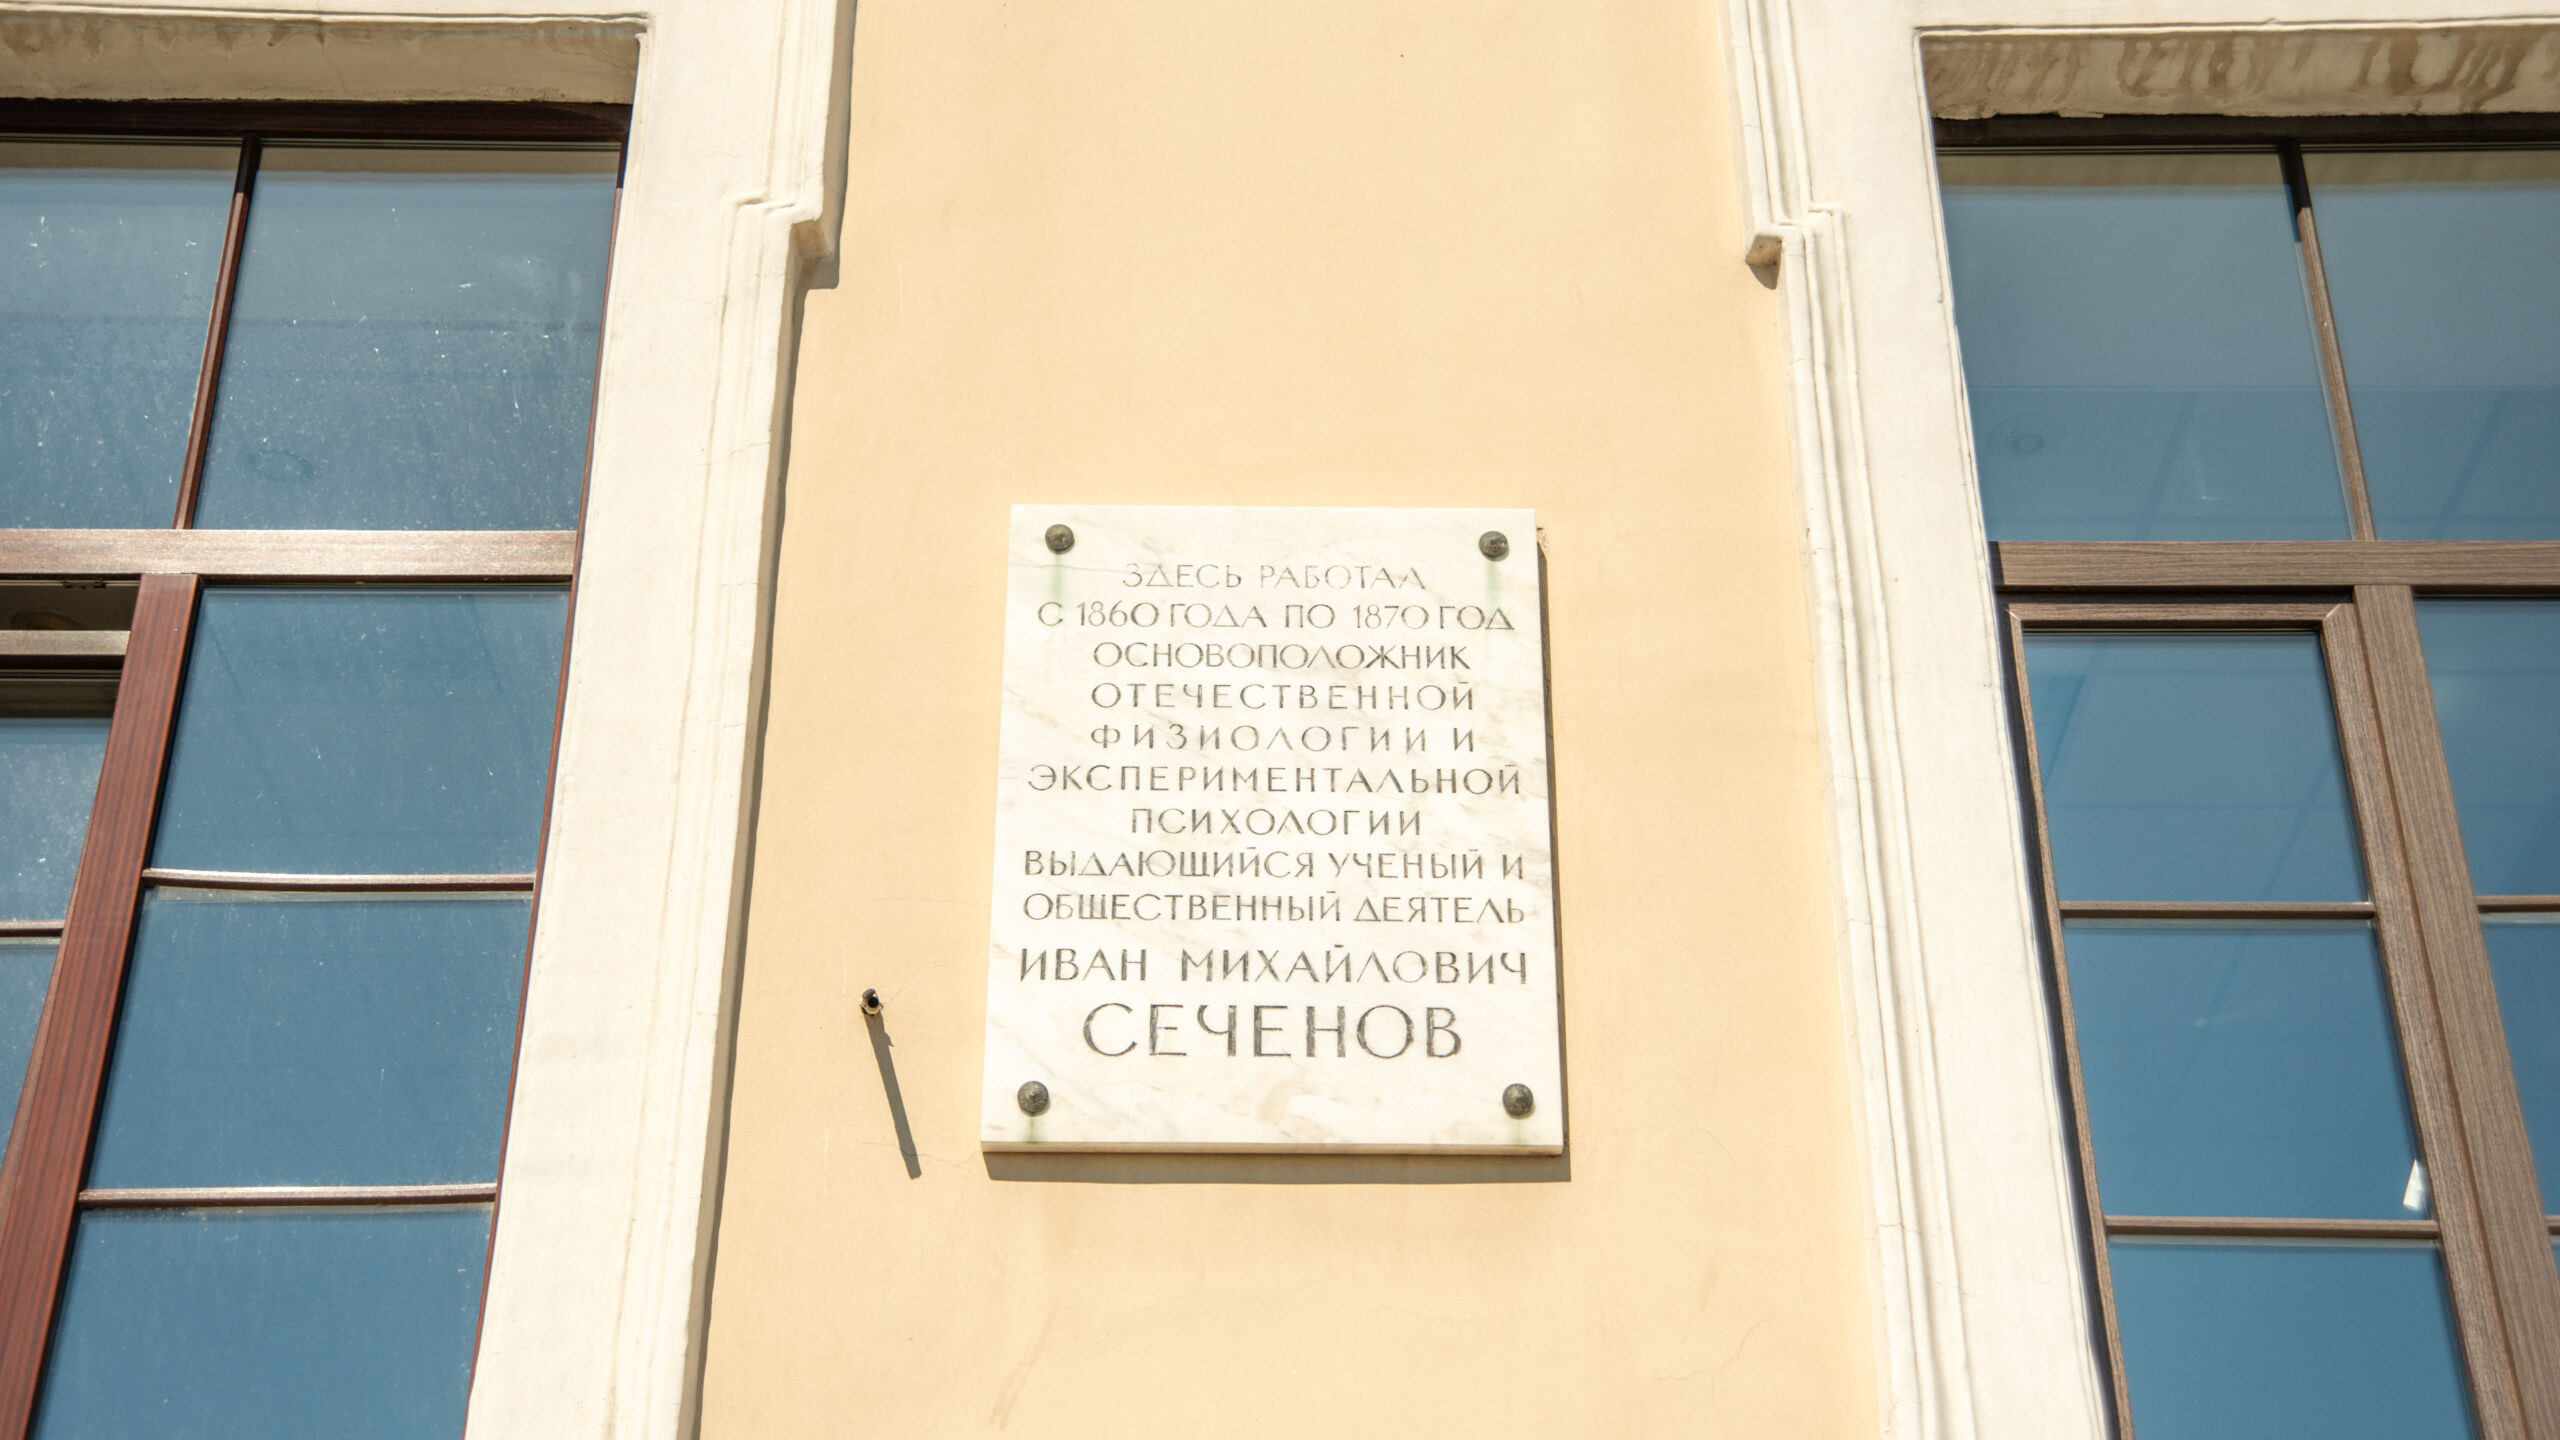 ЗДЕСЬ РАБОТАЛ
С 1860 ГОДА ПО 1870 ГОД
ОСНОВОПОЛОЖНИК
ОТЕЧЕСТВЕННОЙ
ФИЗИОЛОГИИ И
ЭКСПЕРИМЕНТАЛЬНОЙ
ПСИХОЛОГИИ
ВЫДАЮЩИЙСЯ УЧЕНЫЙ И
ОБЩЕСТВЕННЫЙ ДЕЯТЕЛЬ
ИВАН МИХАЙЛОВИЧ
СЕЧЕНОВ